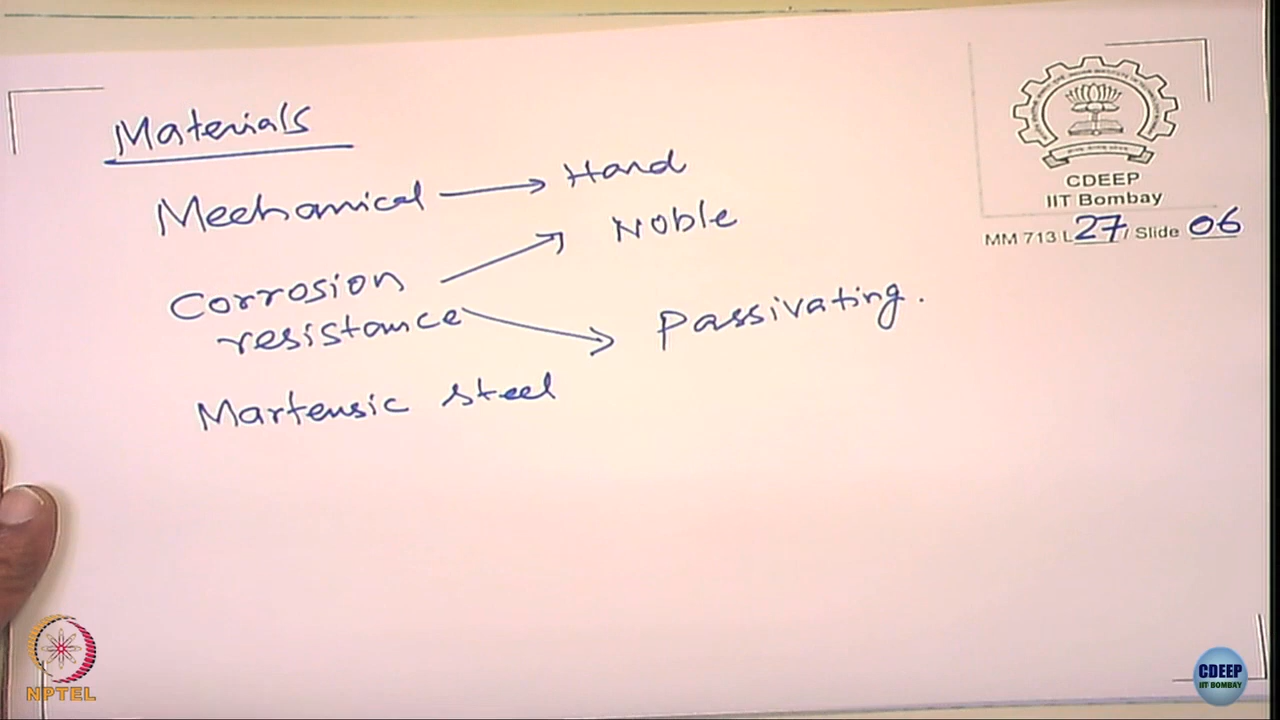 Materials
Mechanical → Hard
Noble
Corrosion
resistance
Passivating.
Martensic steel
CDEEP
IIT Bombay
MM 713 L27/ Slide 06
NPTEL
CDEEP
IIT BOMBAY